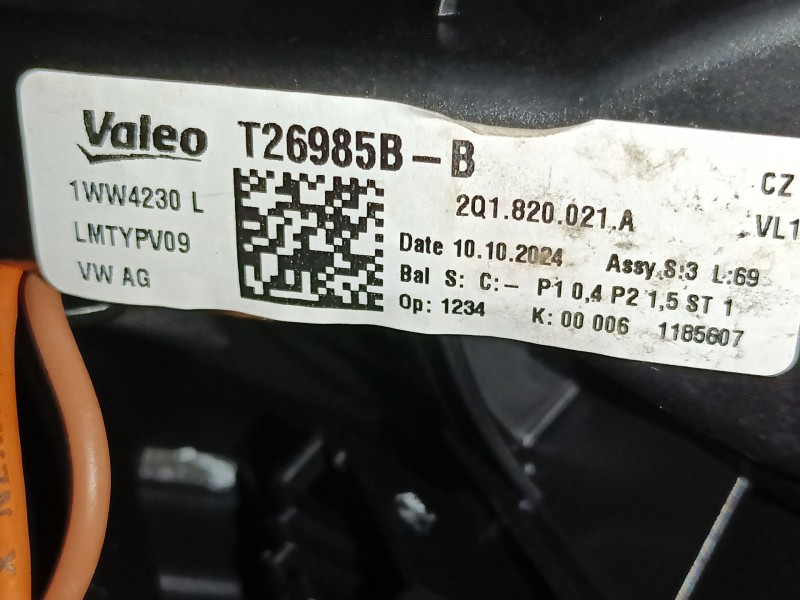 Valeo T26985B-B
CZ
1WW4230 L
2Q1.820.021.A
VL1
LMTYPV09
Date 10.10.2024 Assy.S:3 L:69
VW AG
Bal S: C:- P1 0,4 P2 1,5 ST 1
Op: 1234 K: 00 006 1185607